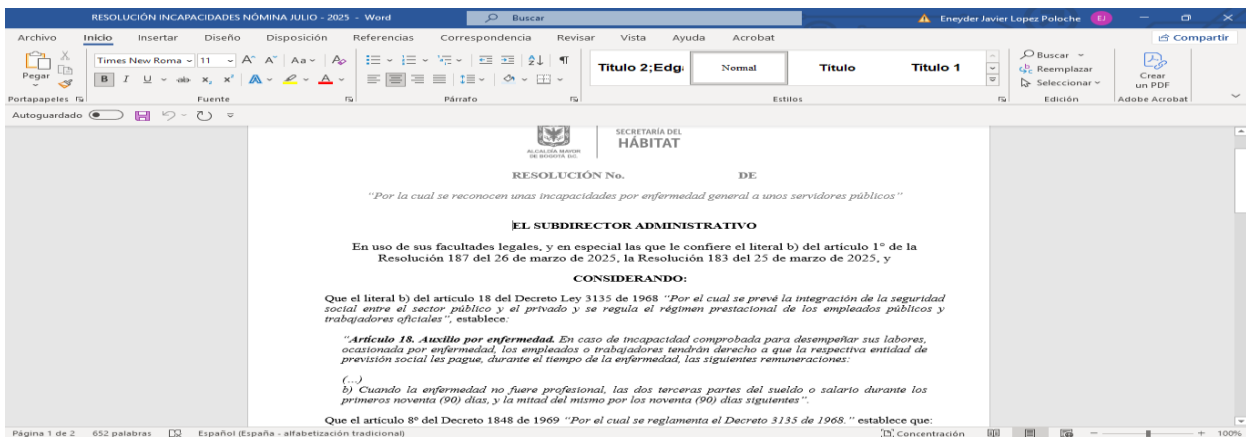 RESOLUCIÓN INCAPACIDADES NÓMINA JULIO - 2025 - Word
Buscar
Eneyder Javier Lopez Poloche
EJ
Archivo Inicio Insertar Diseño Disposición Referencias Correspondencia Revisar Vista Ayuda Acrobat
Compartir
Pegar
Times New Roma 11
Titulo 2;Edg
Normal
Titulo
Titulo 1
Buscar
Reemplazar
Seleccionar
Crear
un PDF
Portapapeles Fuente Párrafo Estilos Edición Adobe Acrobat
Autoguardado
ALCALDÍA MAYOR
DE BOGOTÁ D.C.
SECRETARÍA DEL
HÁBITAT
RESOLUCIÓN No. DE
"Por la cual se reconocen unas incapacidades por enfermedad general a unos servidores públicos"
EL SUBDIRECTOR ADMINISTRATIVO
En uso de sus facultades legales, y en especial las que le confiere el literal b) del artículo 1° de la
Resolución 187 del 26 de marzo de 2025, la Resolución 183 del 25 de marzo de 2025, y
CONSIDERANDO:
Que el literal b) del artículo 18 del Decreto Ley 3135 de 1968 "Por el cual se prevé la integración de la seguridad
social entre el sector público y el privado y se regula el régimen prestacional de los empleados públicos y
trabajadores oficiales", establece:
"Artículo 18. Auxilio por enfermedad. En caso de incapacidad comprobada para desempeñar sus labores,
ocasionada por enfermedad, los empleados o trabajadores tendrán derecho a que la respectiva entidad de
previsión social les pague, durante el tiempo de la enfermedad, las siguientes remuneraciones:
(...)
b) Cuando la enfermedad no fuere profesional, las dos terceras partes del sueldo o salario durante los
primeros noventa (90) días, y la mitad del mismo por los noventa (90) días siguientes".
Que el artículo 8° del Decreto 1848 de 1969 "Por el cual se reglamenta el Decreto 3135 de 1968." establece que:
Página 1 de 2 652 palabras Español (España - alfabetización tradicional) Concentración 100%